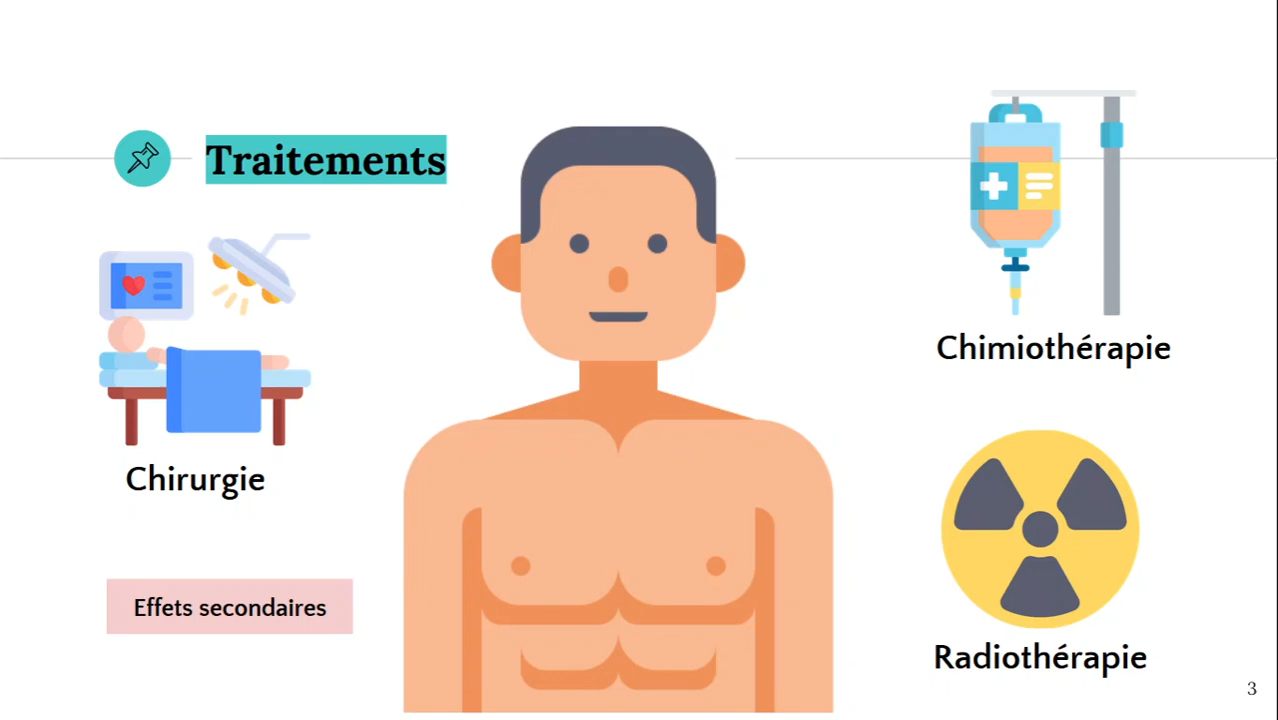 Traitements
Chirurgie
Effets secondaires
Chimiothérapie
Radiothérapie
3